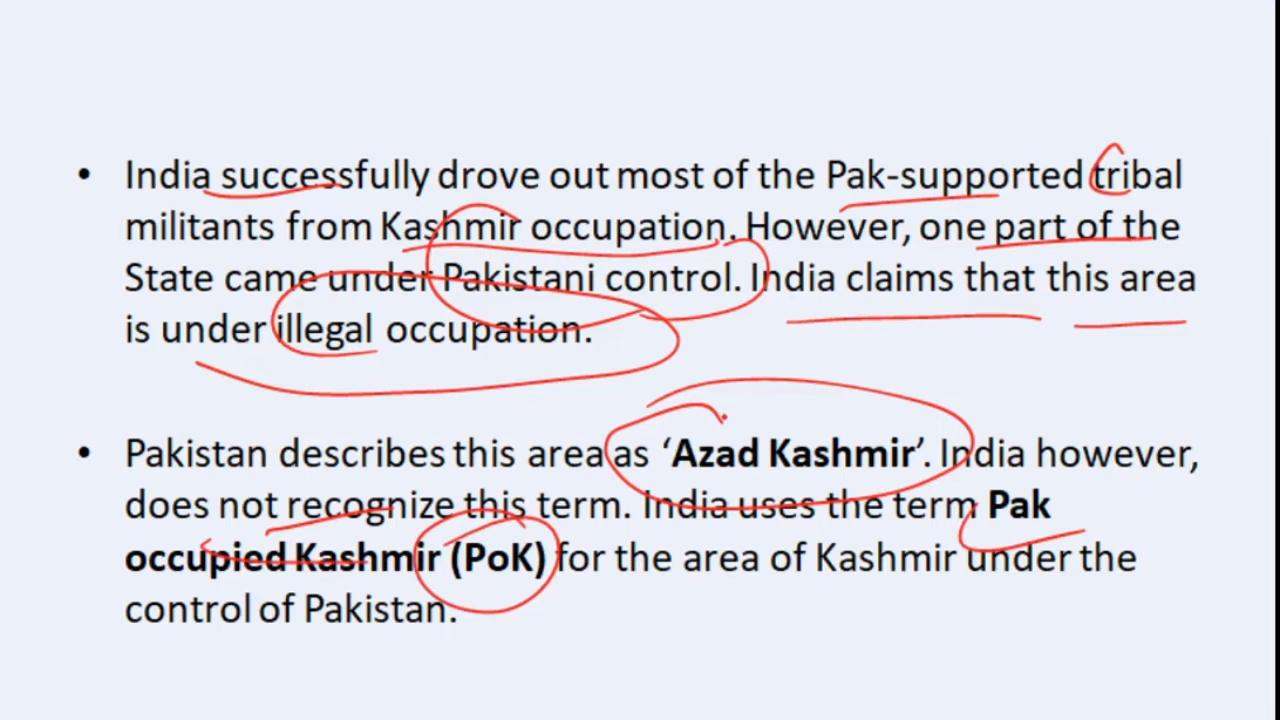 • India successfully drove out most of the Pak-supported tribal
militants from Kashmir occupation. However, one part of the
State came under Pakistani control. India claims that this area
is under illegal occupation.
• Pakistan describes this area as ‘Azad Kashmir’. India however,
does not recognize this term. India uses the term Pak
occupied Kashmir (PoK) for the area of Kashmir under the
control of Pakistan.